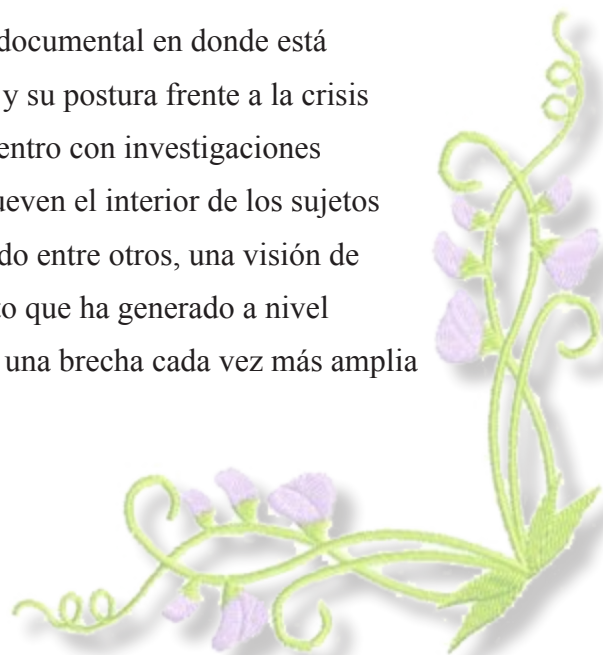 documental en donde está
y su postura frente a la crisis
entro con investigaciones
ueven el interior de los sujetos
do entre otros, una visión de
to que ha generado a nivel
una brecha cada vez más amplia